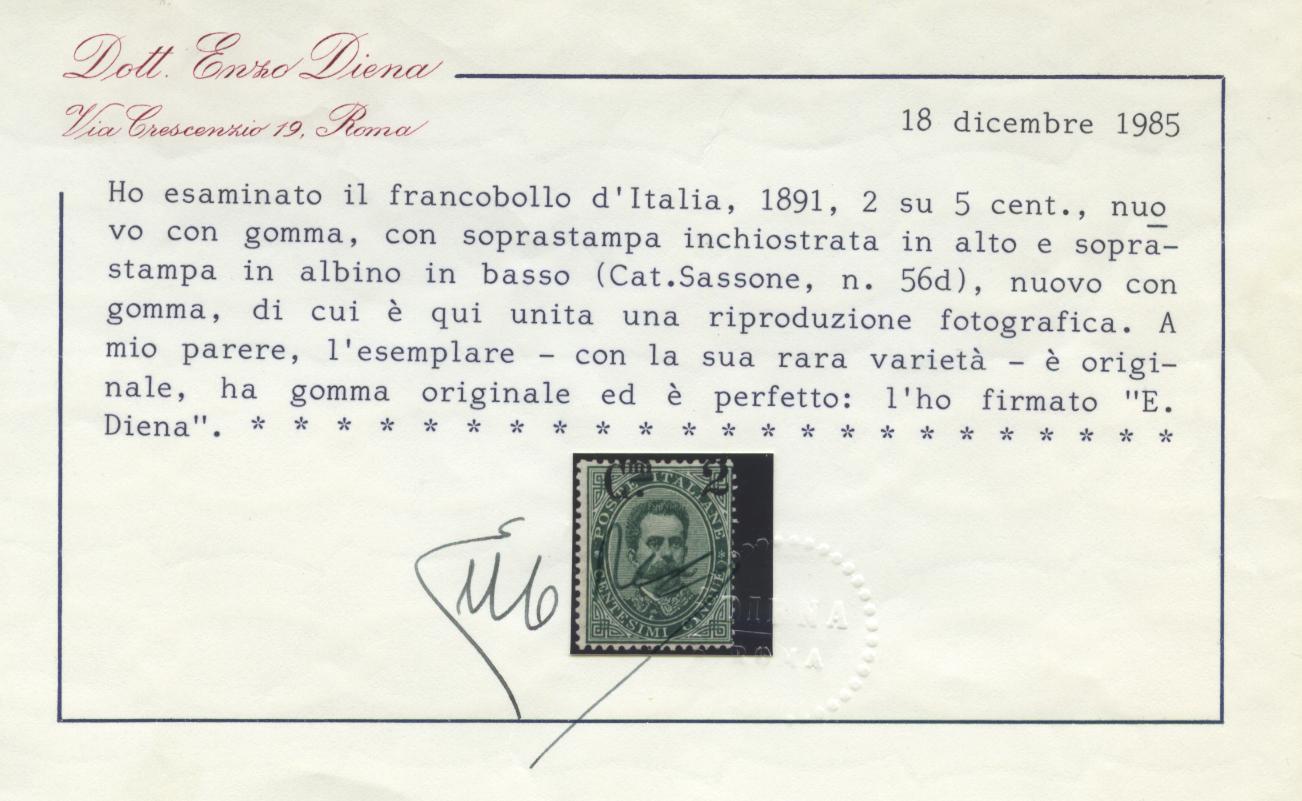 Dott. Enzo Diena
Via Crescenzio 19, Roma
18 dicembre 1985
Ho esaminato il francobollo d'Italia, 1891, 2 su 5 cent., nuo
vo con gomma, con soprastampa inchiostrata in alto e sopra-
stampa in albino in basso (Cat.Sassone, n. 56d), nuovo con
gomma, di cui è qui unita una riproduzione fotografica. A
mio parere, l'esemplare - con la sua rara varietà - è origi-
nale, ha gomma originale ed è perfetto: l'ho firmato "E.
Diena". * * * * * * * * * * * * * * * * * * * * * * * *
Cmi 2
POSTE ITALIANE
CENTESIMI CINQUE